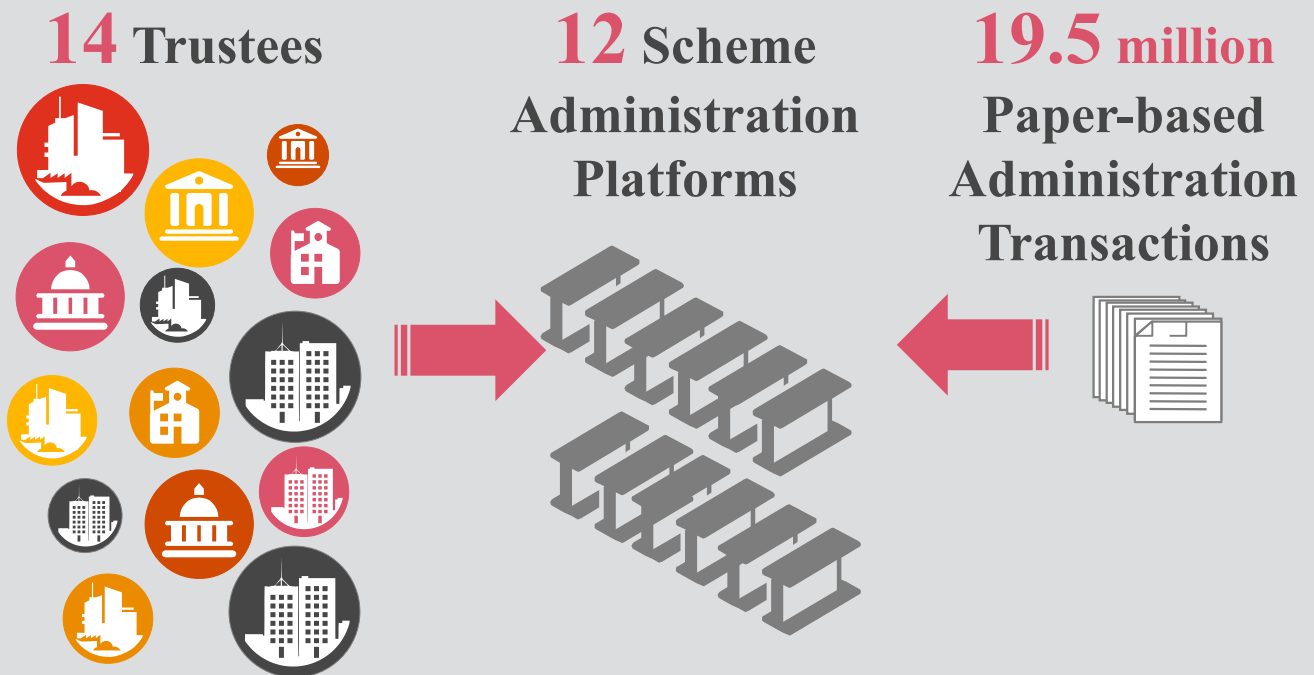 14 Trustees
12 Scheme
Administration
Platforms
19.5 million
Paper-based
Administration
Transactions